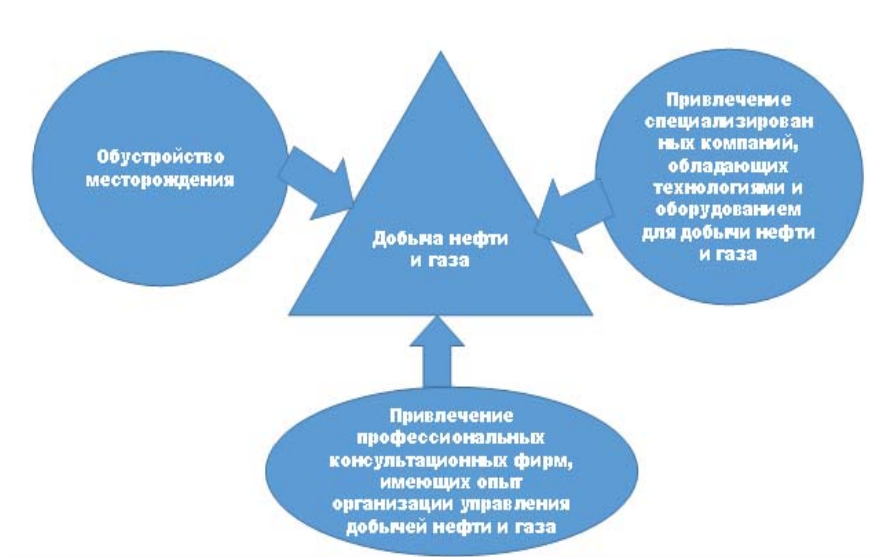 Обустройство
месторождения
Добыча нефти
и газа
Привлечение
специализирован
ных компаний,
обладающих
технологиями и
оборудованием
для добычи нефти
и газа
Привлечение
профессиональных
консультационных фирм,
имеющих опыт
организации управления
добычей нефти и газа